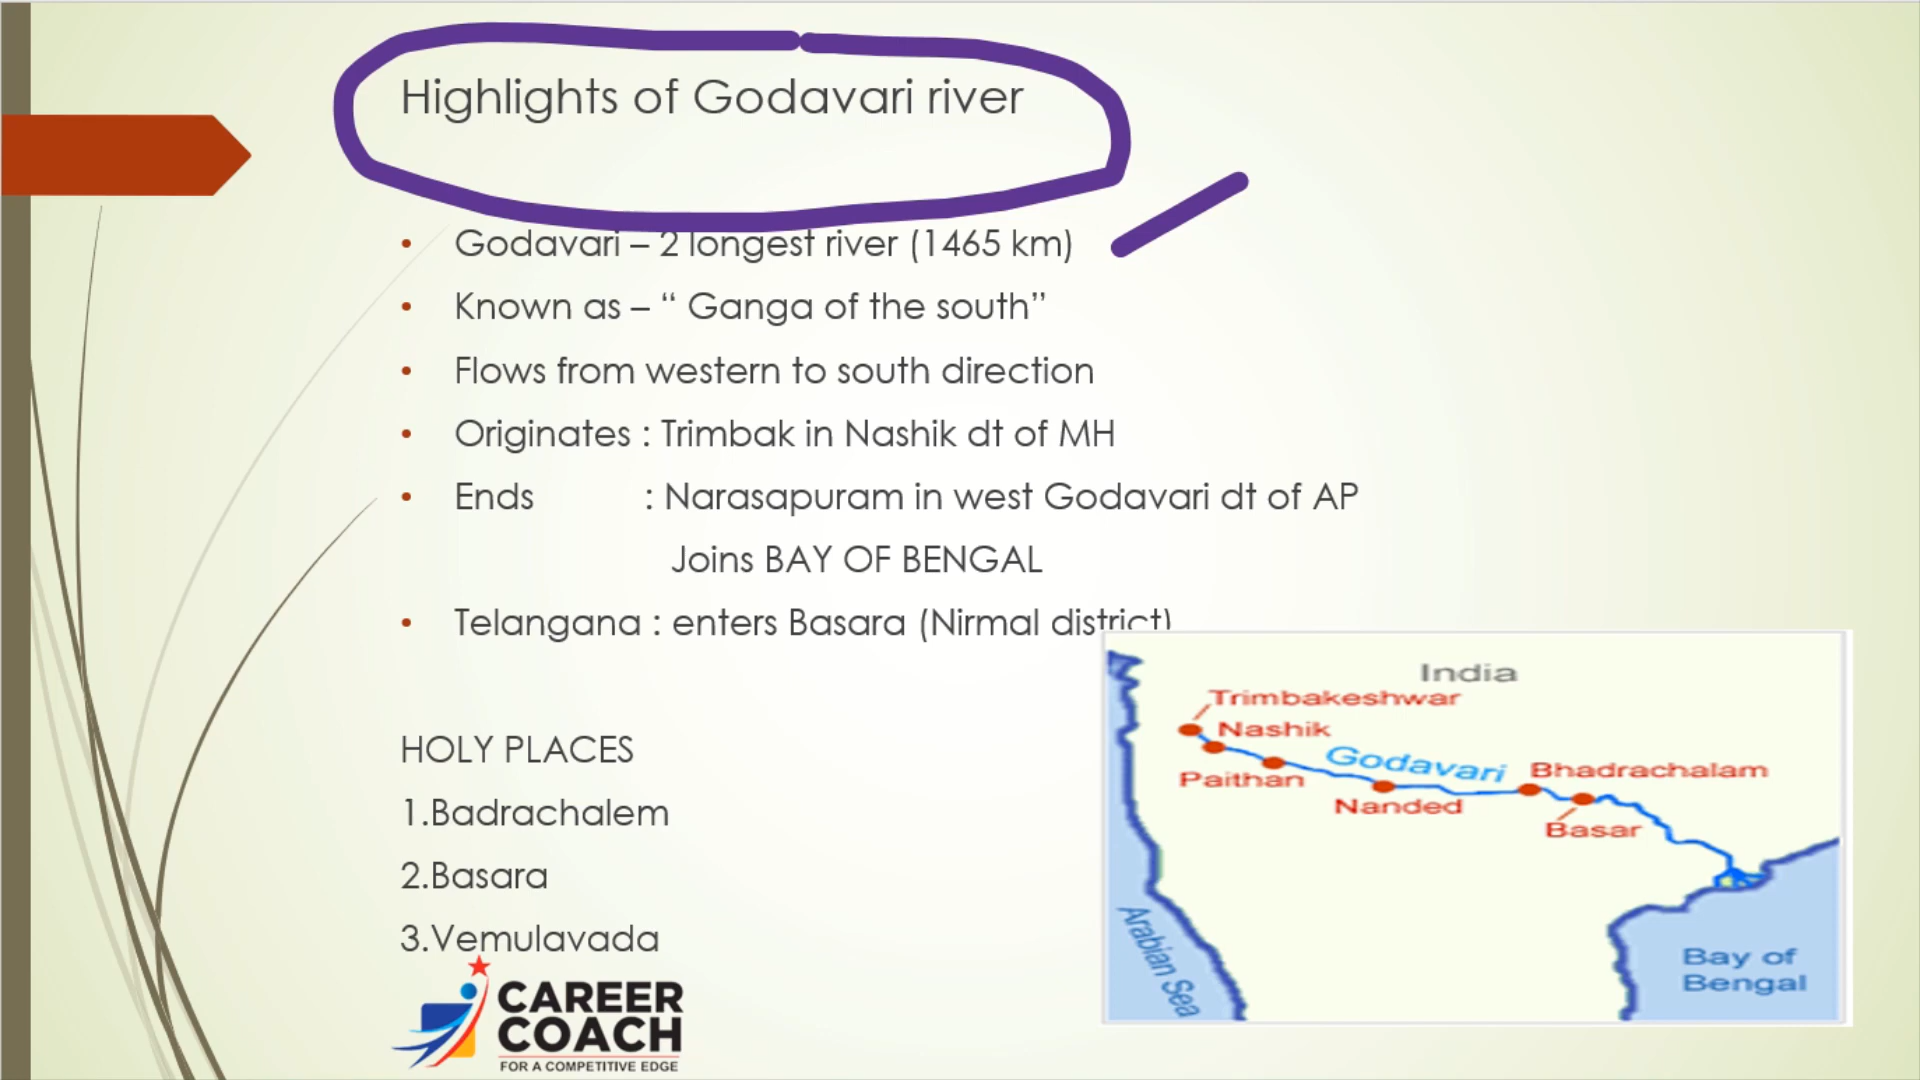 Highlights of Godavari river
• Godavari – 2 longest river (1465 km)
• Known as – “ Ganga of the south”
• Flows from western to south direction
• Originates : Trimbak in Nashik dt of MH
• Ends : Narasapuram in west Godavari dt of AP
Joins BAY OF BENGAL
• Telangana : enters Basara (Nirmal district)
HOLY PLACES
1.Badrachalem
2.Basara
3.Vemulavada
India
Trimbakeshwar
Nashik
Paithan
Godavari
Nanded
Bhadrachalam
Basar
Arabian Sea
Bay of
Bengal
CAREER
COACH
FOR A COMPETITIVE EDGE